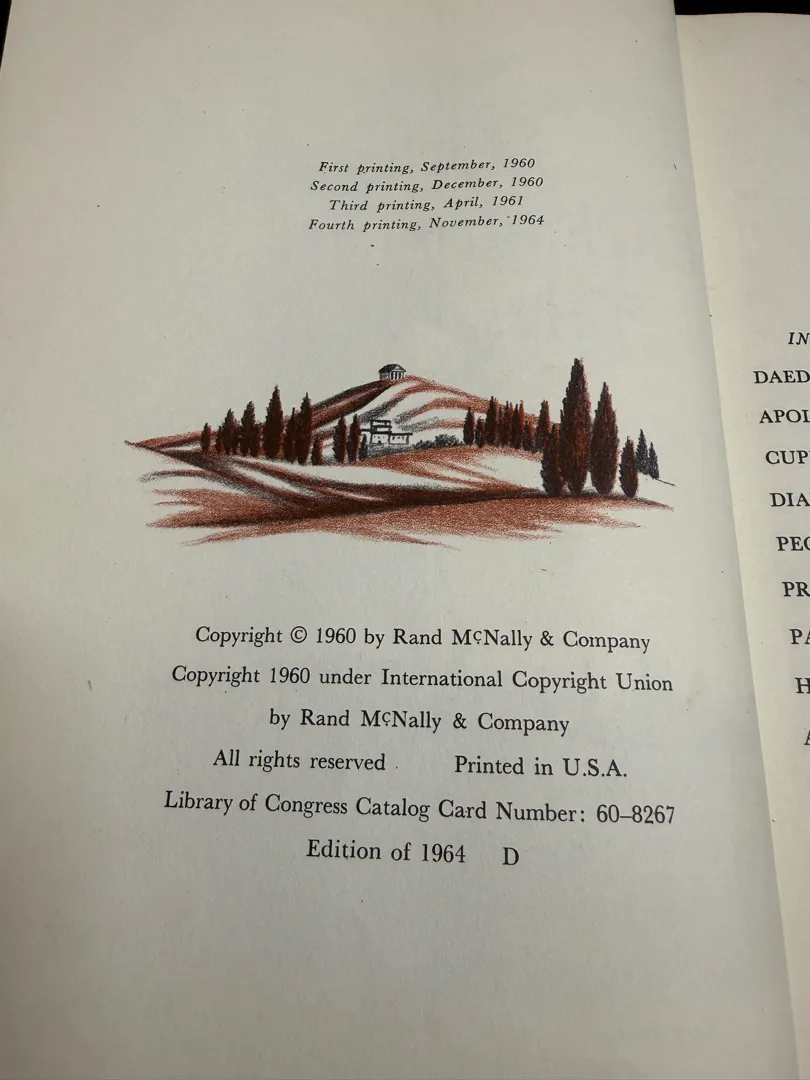 First printing, September, 1960
Second printing, December, 1960
Third printing, April, 1961
Fourth printing, November, 1964
Copyright © 1960 by Rand McNally & Company
Copyright 1960 under International Copyright Union
by Rand McNally & Company
All rights reserved Printed in U.S.A.
Library of Congress Catalog Card Number: 60–8267
Edition of 1964 D
IN
DAED
APOL
CUP
DIA
PEG
PR
PA
H
A